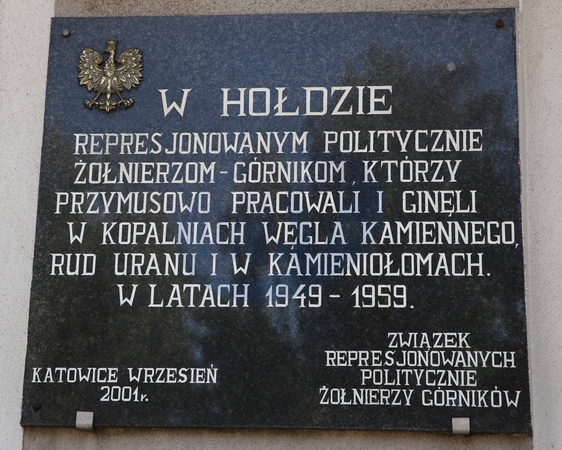 W HOŁDZIE
REPRESJONOWANYM POLITYCZNIE
ŻOŁNIERZOM-GÓRNIKOM, KTÓRZY
PRZYMUSOWO PRACOWALI I GINĘLI
W KOPALNIACH WĘGLA KAMIENNEGO,
RUD URANU I W KAMIENIOŁOMACH.
W LATACH 1949-1959.
KATOWICE WRZESIEŃ
2001r.
ZWIĄZEK
REPRESJONOWANYCH
POLITYCZNIE
ŻOŁNIERZY GÓRNIKÓW